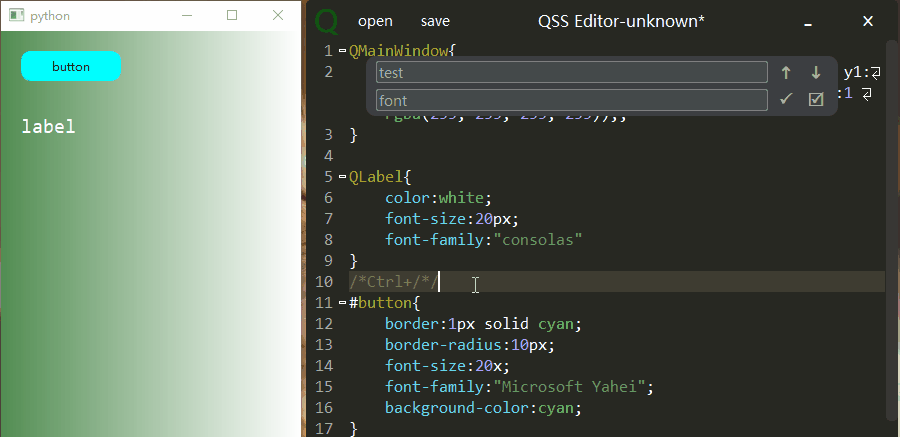 python
button
label
Q
open
save
QSS Editor-unknown*
test
font
1 QMainWindow{
2 y1:
:1
rgba(255, 255, 255, 255));;
3 }
4
5 QLabel{
6 color:white;
7 font-size:20px;
8 font-family:"consolas"
9 }
10 /*Ctrl+/*/
11 #button{
12 border:1px solid cyan;
13 border-radius:10px;
14 font-size:20x;
15 font-family:"Microsoft Yahei";
16 background-color:cyan;
17 }